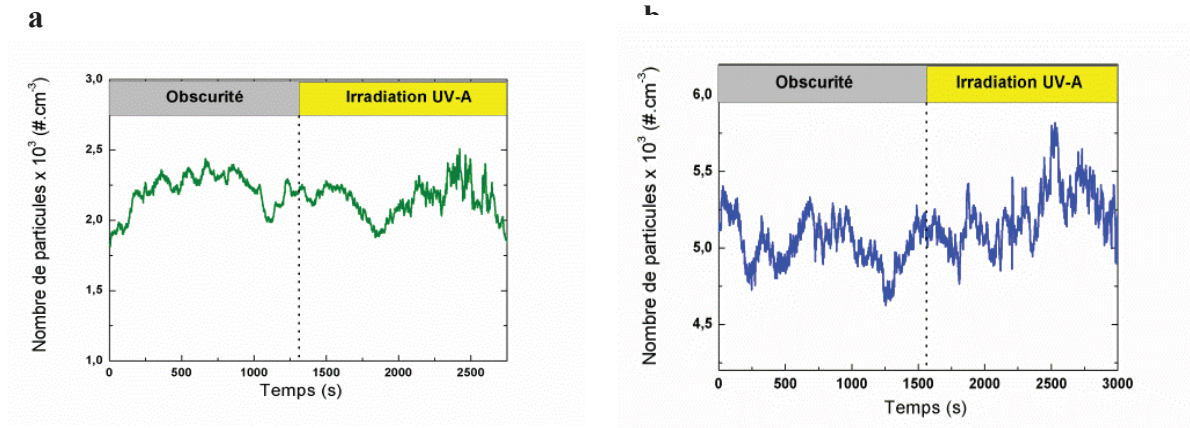 a
3,0
2,5
2,0
1,5
1,0
Nombre de particules x 10³ (#.cm⁻³)
Obscurité
Irradiation UV-A
0 500 1000 1500 2000 2500
Temps (s)
b
6,0
5,5
5,0
4,5
Nombre de particules x 10³ (#.cm⁻³)
Obscurité
Irradiation UV-A
0 500 1000 1500 2000 2500 3000
Temps (s)